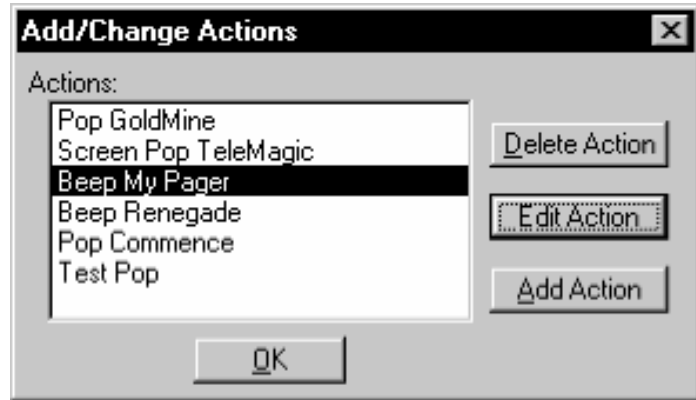 Add/Change Actions
Actions:
Pop GoldMine
Screen Pop TeleMagic
Beep My Pager
Beep Renegade
Pop Commence
Test Pop
Delete Action
Edit Action
Add Action
OK